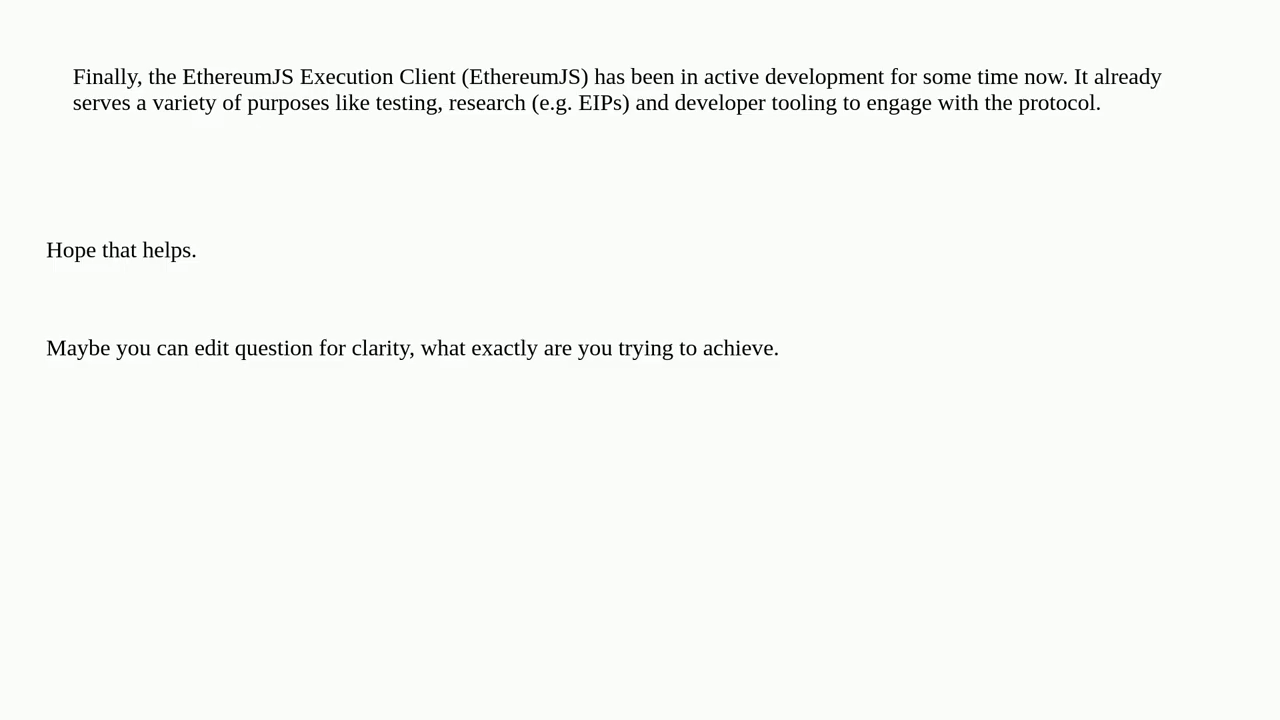 Finally, the EthereumJS Execution Client (EthereumJS) has been in active development for some time now. It already
serves a variety of purposes like testing, research (e.g. EIPs) and developer tooling to engage with the protocol.
Hope that helps.
Maybe you can edit question for clarity, what exactly are you trying to achieve.